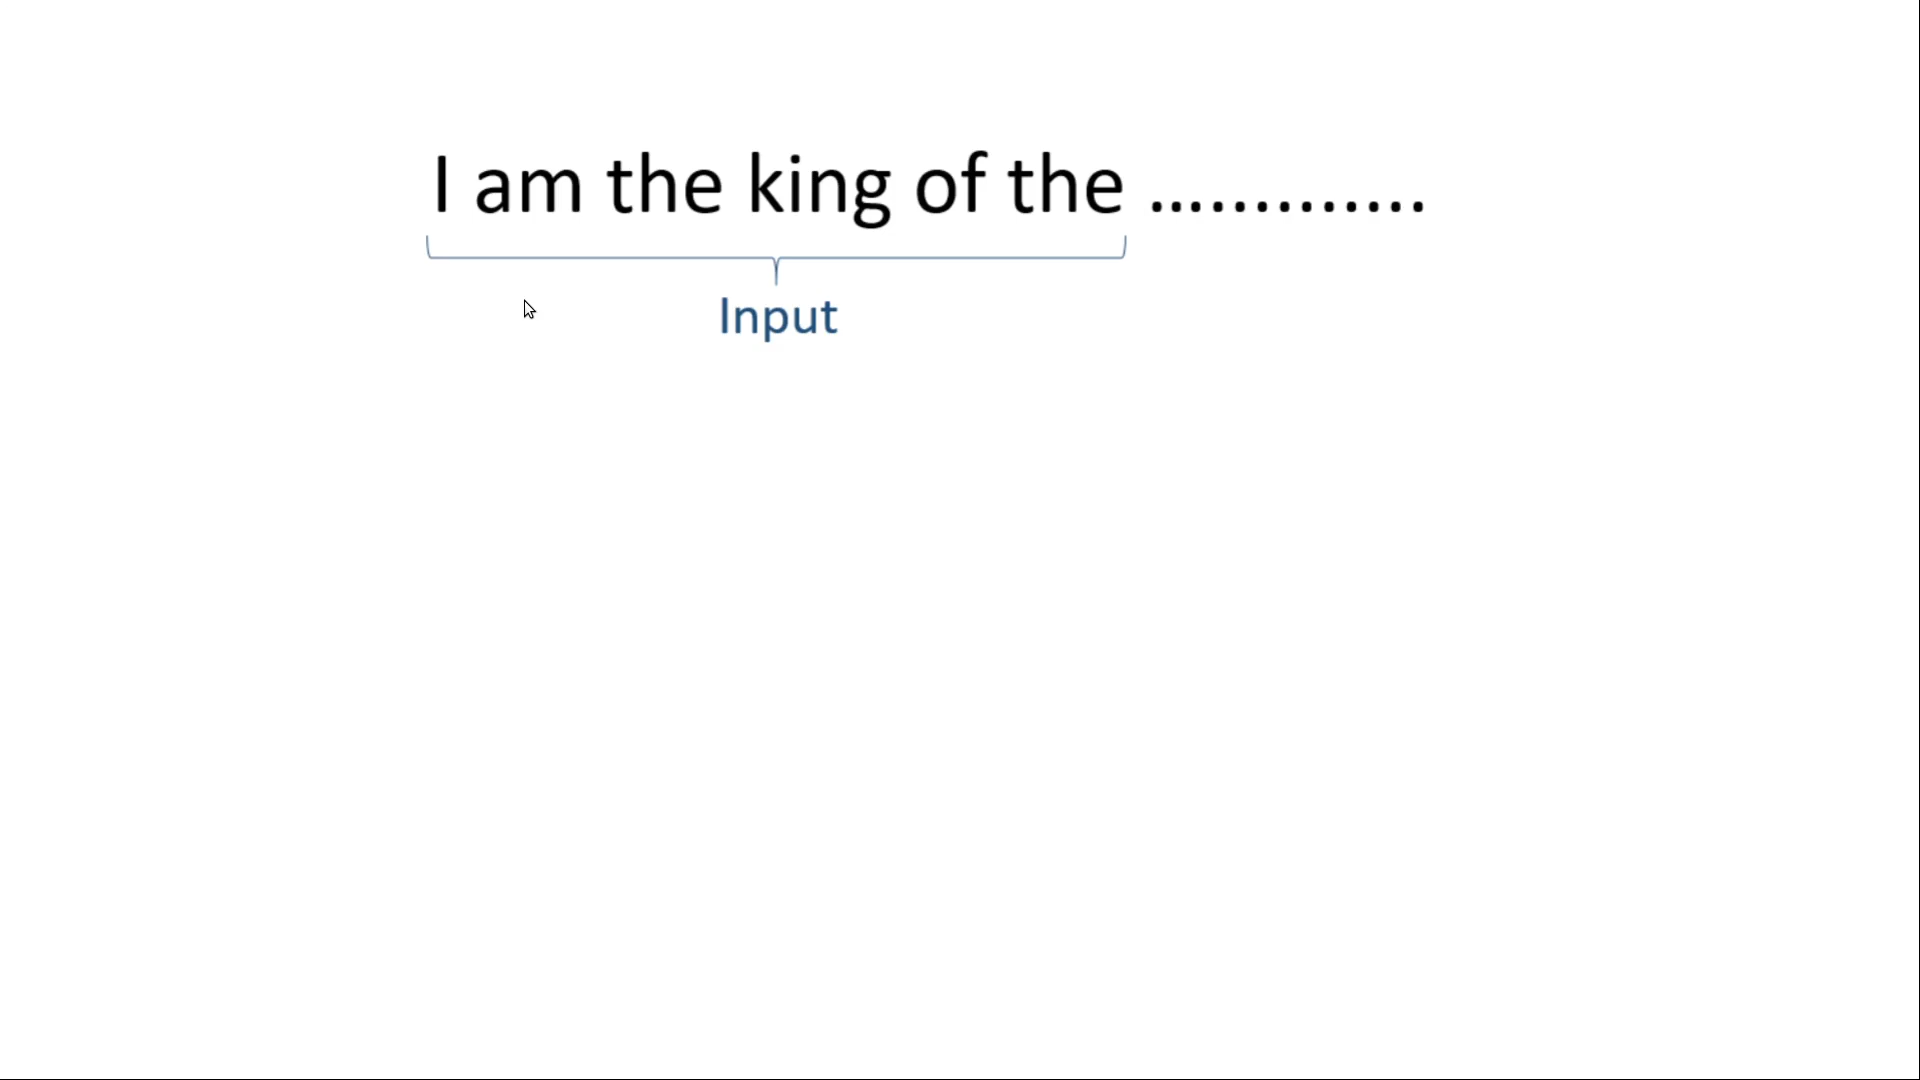 I am the king of the .............
Input